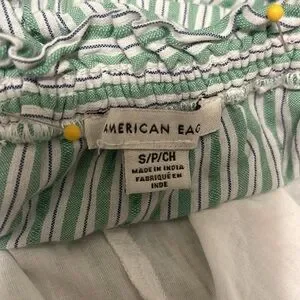 AMERICAN EAG
S/P/CH
MADE IN INDIA
FABRIQUÉ EN
INDE